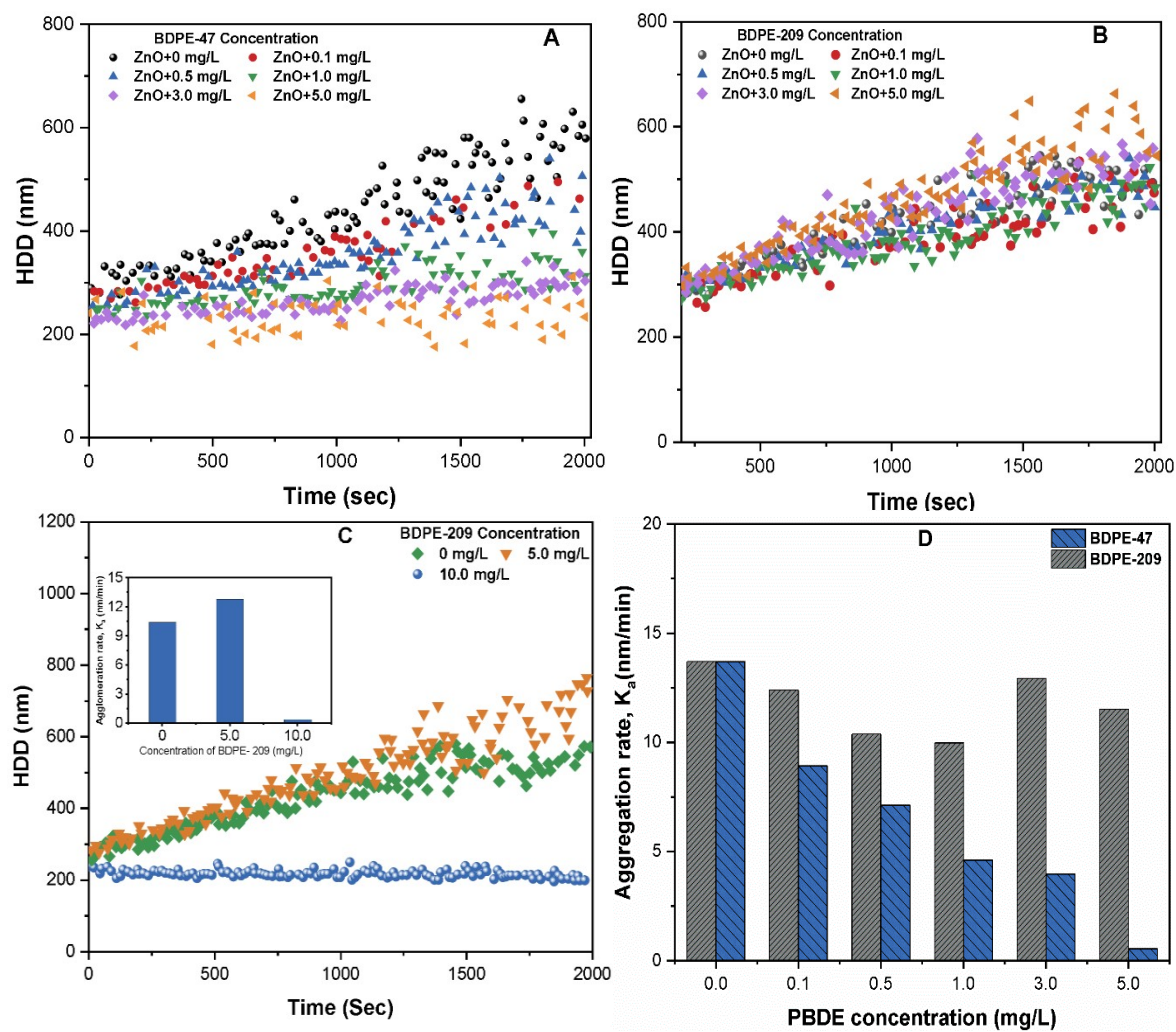 BDPE-47 Concentration
A
ZnO+0 mg/L ZnO+0.1 mg/L
ZnO+0.5 mg/L ZnO+1.0 mg/L
ZnO+3.0 mg/L ZnO+5.0 mg/L
800
600
400
200
0
HDD (nm)
0 500 1000 1500 2000
Time (sec)
BDPE-209 Concentration
B
ZnO+0 mg/L ZnO+0.1 mg/L
ZnO+0.5 mg/L ZnO+1.0 mg/L
ZnO+3.0 mg/L ZnO+5.0 mg/L
800
600
400
200
0
HDD (nm)
500 1000 1500 2000
Time (sec)
C
BDPE-209 Concentration
0 mg/L 5.0 mg/L
10.0 mg/L
1200
1000
800
600
400
200
0
HDD (nm)
0 500 1000 1500 2000
Time (Sec)
15
12
9
6
3
0
Agglomeration rate, Ka (nm/min)
0 5.0 10.0
Concentration of BDPE- 209 (mg/L)
D
BDPE-47
BDPE-209
20
15
10
5
0
Aggregation rate, Ka(nm/min)
0.0 0.1 0.5 1.0 3.0 5.0
PBDE concentration (mg/L)